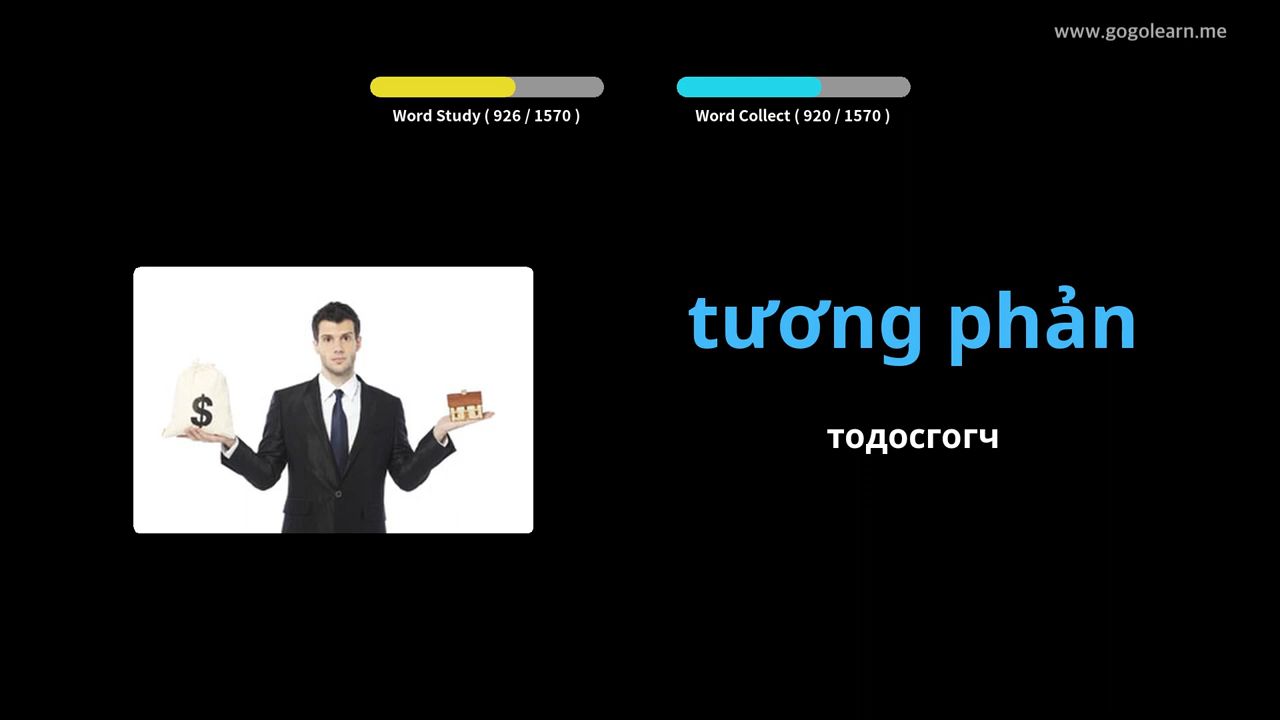 www.gogolearn.me
Word Study ( 926 / 1570 )
Word Collect ( 920 / 1570 )
$
tương phản
тодосгогч